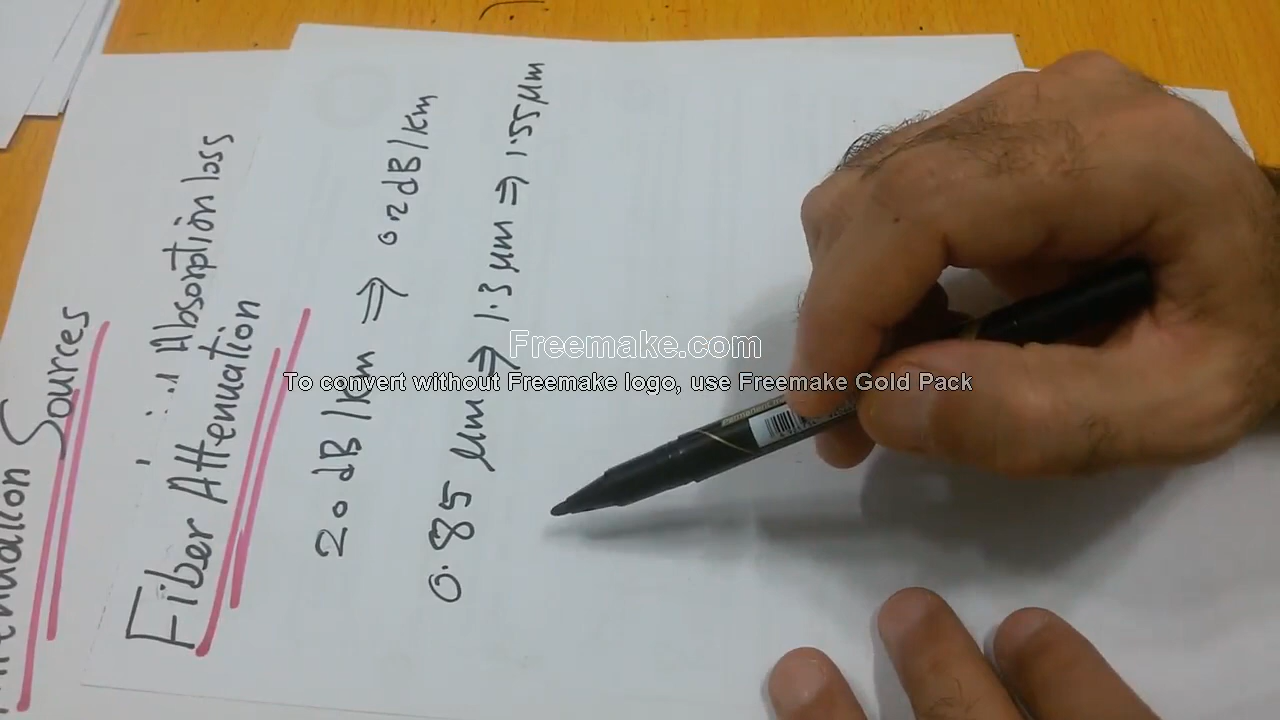 Sources
Absorption loss
Fiber Attenuation
20 dB/km ⇒ 0.2 dB/km
0.85 μm ⇒ 1.3 μm ⇒ 1.55 μm
Freemake.com
To convert without Freemake logo, use Freemake Gold Pack